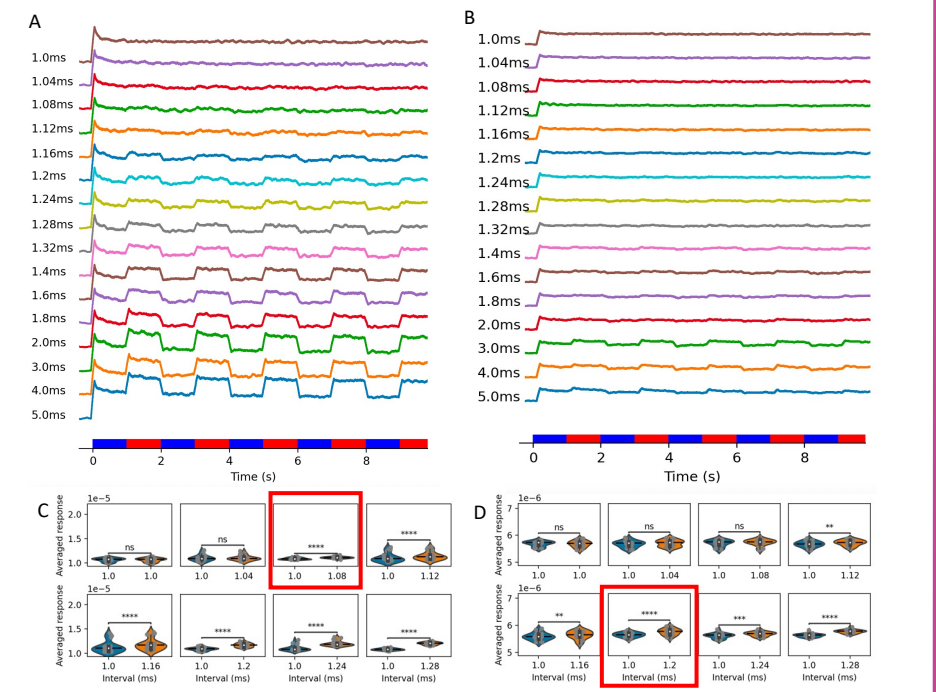 A
1.0ms
1.04ms
1.08ms
1.12ms
1.16ms
1.2ms
1.24ms
1.28ms
1.32ms
1.4ms
1.6ms
1.8ms
2.0ms
3.0ms
4.0ms
5.0ms
0 2 4 6 8
Time (s)
B
1.0ms
1.04ms
1.08ms
1.12ms
1.16ms
1.2ms
1.24ms
1.28ms
1.32ms
1.4ms
1.6ms
1.8ms
2.0ms
3.0ms
4.0ms
5.0ms
0 2 4 6 8
Time (s)
C
1e−5
Averaged response
2.0
1.5
1.0
ns ns **** ****
1.0 1.0 1.0 1.04 1.0 1.08 1.0 1.12
1e−5
Averaged response
2.0
1.5
1.0
**** **** **** ****
1.0 1.16 1.0 1.2 1.0 1.24 1.0 1.28
Interval (ms) Interval (ms) Interval (ms) Interval (ms)
D
1e−6
Averaged response
7
6
5
ns ns ns **
1.0 1.0 1.0 1.04 1.0 1.08 1.0 1.12
1e−6
Averaged response
7
6
5
** **** *** ****
1.0 1.16 1.0 1.2 1.0 1.24 1.0 1.28
Interval (ms) Interval (ms) Interval (ms) Interval (ms)